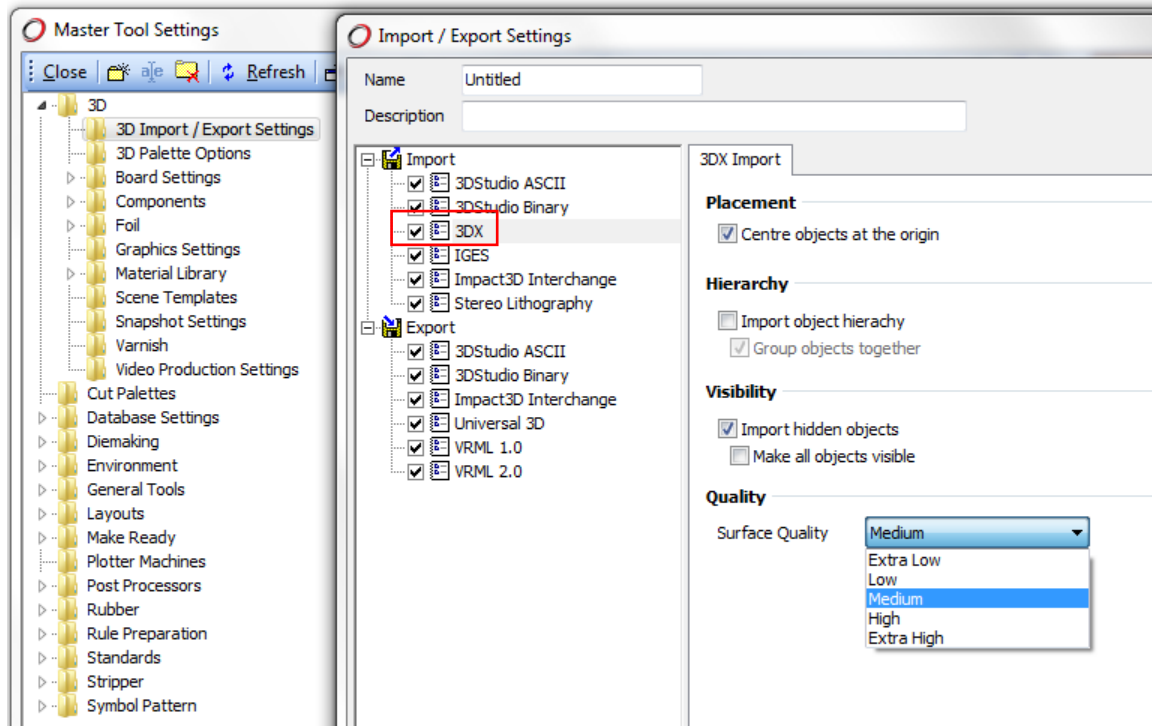 Master Tool Settings
Close
Refresh
3D
3D Import / Export Settings
3D Palette Options
Board Settings
Components
Foil
Graphics Settings
Material Library
Scene Templates
Snapshot Settings
Varnish
Video Production Settings
Cut Palettes
Database Settings
Diemaking
Environment
General Tools
Layouts
Make Ready
Plotter Machines
Post Processors
Rubber
Rule Preparation
Standards
Stripper
Symbol Pattern
Import / Export Settings
Name Untitled
Description
Import
3DStudio ASCII
3DStudio Binary
3DX
IGES
Impact3D Interchange
Stereo Lithography
Export
3DStudio ASCII
3DStudio Binary
Impact3D Interchange
Universal 3D
VRML 1.0
VRML 2.0
3DX Import
Placement
Centre objects at the origin
Hierarchy
Import object hierachy
Group objects together
Visibility
Import hidden objects
Make all objects visible
Quality
Surface Quality Medium
Extra Low
Low
Medium
High
Extra High